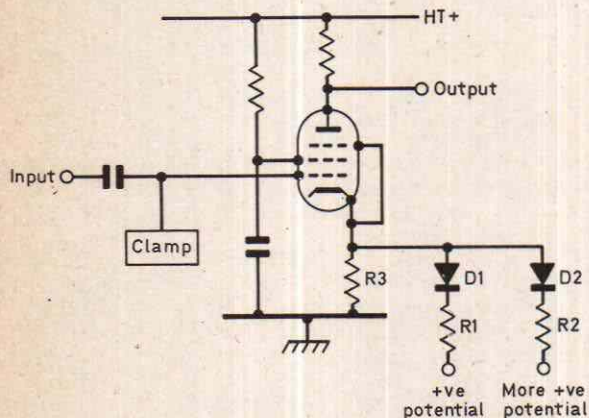 HT+
Output
Input
Clamp
R3
D1
D2
R1
R2
+ve
potential
More +ve
potential